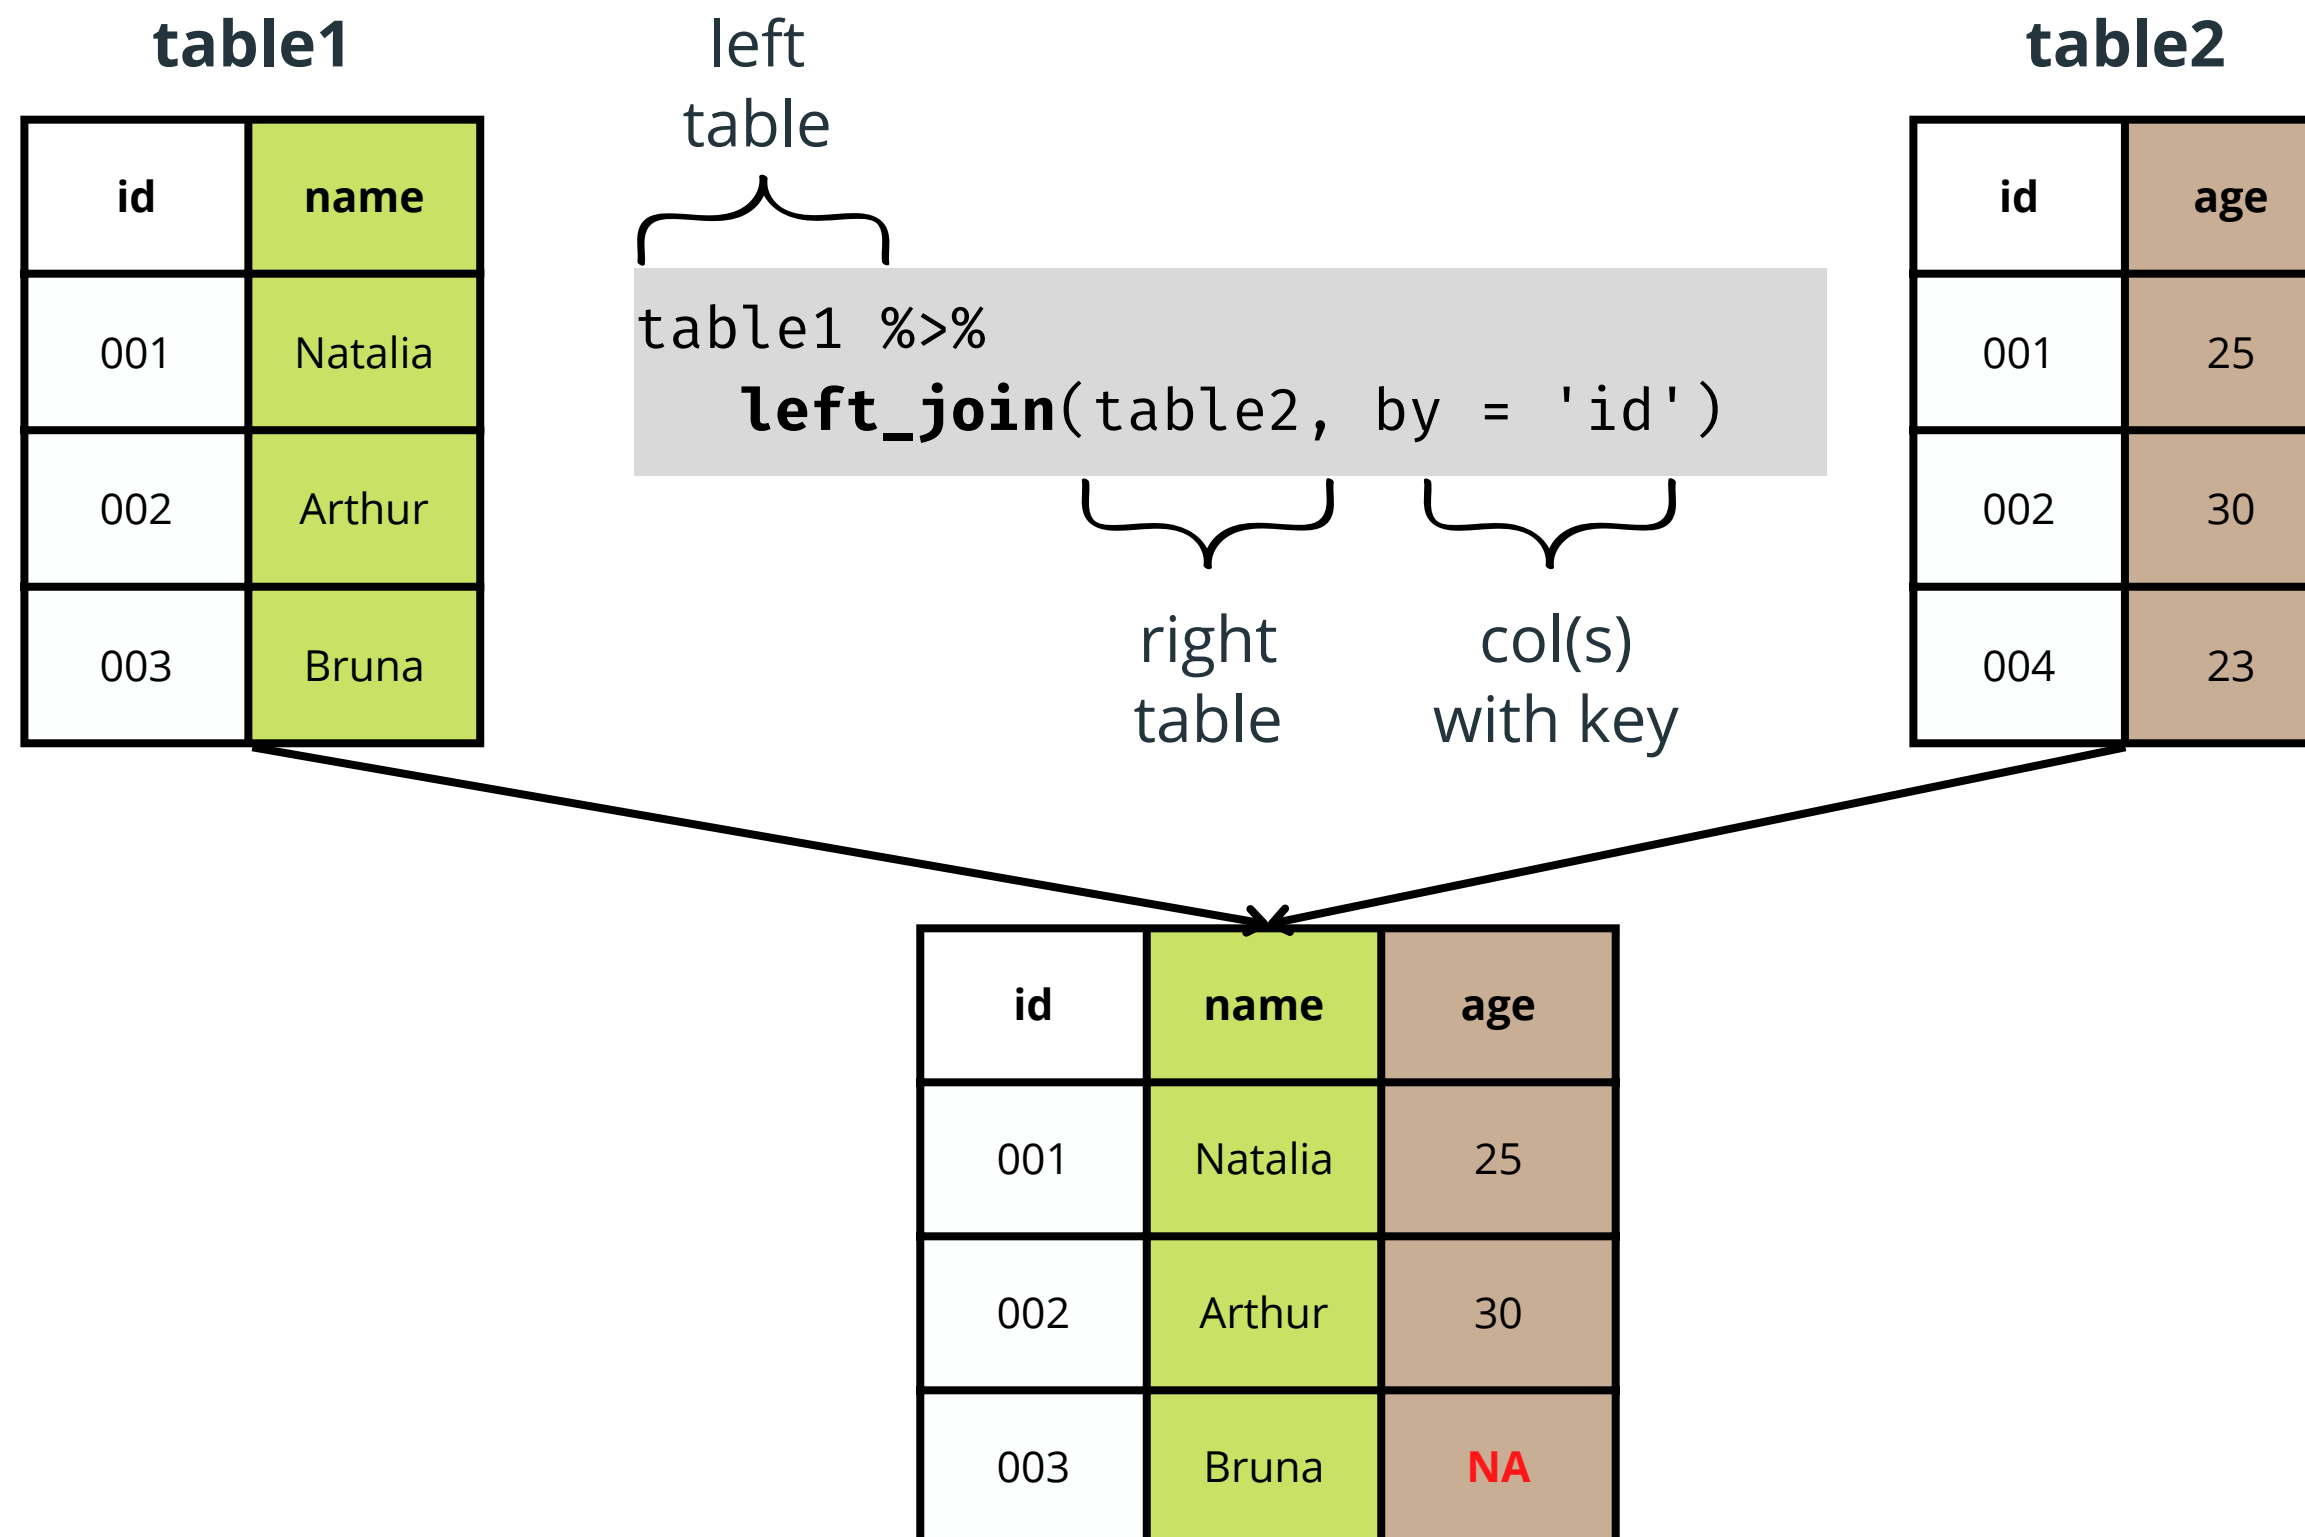 table1
left
table
table2
id name
001 Natalia
002 Arthur
003 Bruna
table1 %>%
left_join(table2, by = 'id')
right
table
col(s)
with key
id age
001 25
002 30
004 23
id name age
001 Natalia 25
002 Arthur 30
003 Bruna NA